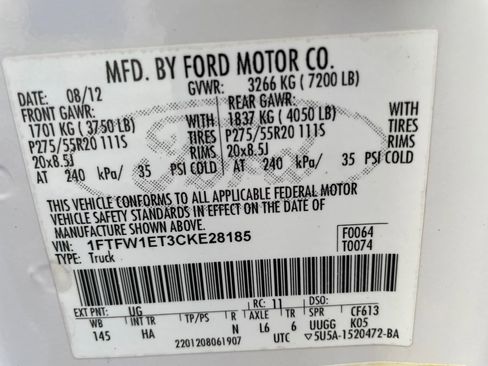 MFD. BY FORD MOTOR CO.
DATE: 08/12 GVWR: 3266 KG ( 7200 LB)
FRONT GAWR: REAR GAWR:
1701 KG ( 3750 LB) WITH 1837 KG ( 4050 LB) WITH
P275/55R20 111S TIRES P275/55R20 111S TIRES
20x8.5J RIMS 20x8.5J RIMS
AT 240 kPa/ 35 PSI COLD AT 240 kPa/ 35 PSI COLD
THIS VEHICLE CONFORMS TO ALL APPLICABLE FEDERAL MOTOR
VEHICLE SAFETY STANDARDS IN EFFECT ON THE DATE OF
MANUFACTURE SHOWN ABOVE.
VIN: 1FTFW1ET3CKE28185 F0064
TYPE: Truck T0074
EXT PNT: UG RC: 11 DSO:
WB INT TR TP/PS R AXLE TR SPR CF613
145 HA N L6 6 UUGG K05
2201208061907 UTC ▽5U5A-1520472-BA
Ford